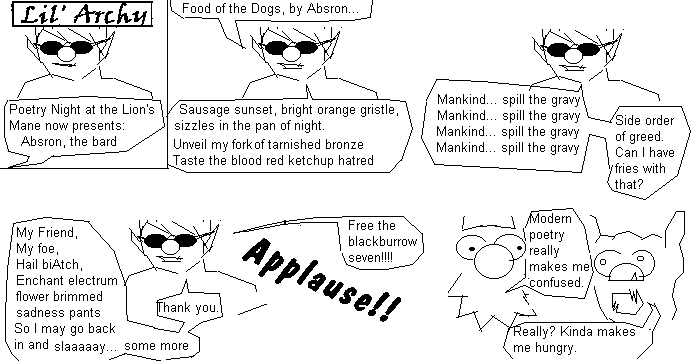 Lil' Archy
Poetry Night at the Lion's
Mane now presents:
Absron, the bard
Food of the Dogs, by Absron...
Sausage sunset, bright orange gristle,
sizzles in the pan of night.
Unveil my fork of tarnished bronze
Taste the blood red ketchup hatred
Mankind... spill the gravy
Mankind... spill the gravy
Mankind... spill the gravy
Mankind... spill the gravy
Side order
of greed.
Can I have
fries with
that?
My Friend,
My foe,
Hail biAtch,
Enchant electrum
flower brimmed
sadness pants
So I may go back
in and slaaaaay... some more
Thank you.
Applause!!
Free the
blackburrow
seven!!!!
Modern
poetry
really
makes me
confused.
Really? Kinda makes
me hungry.